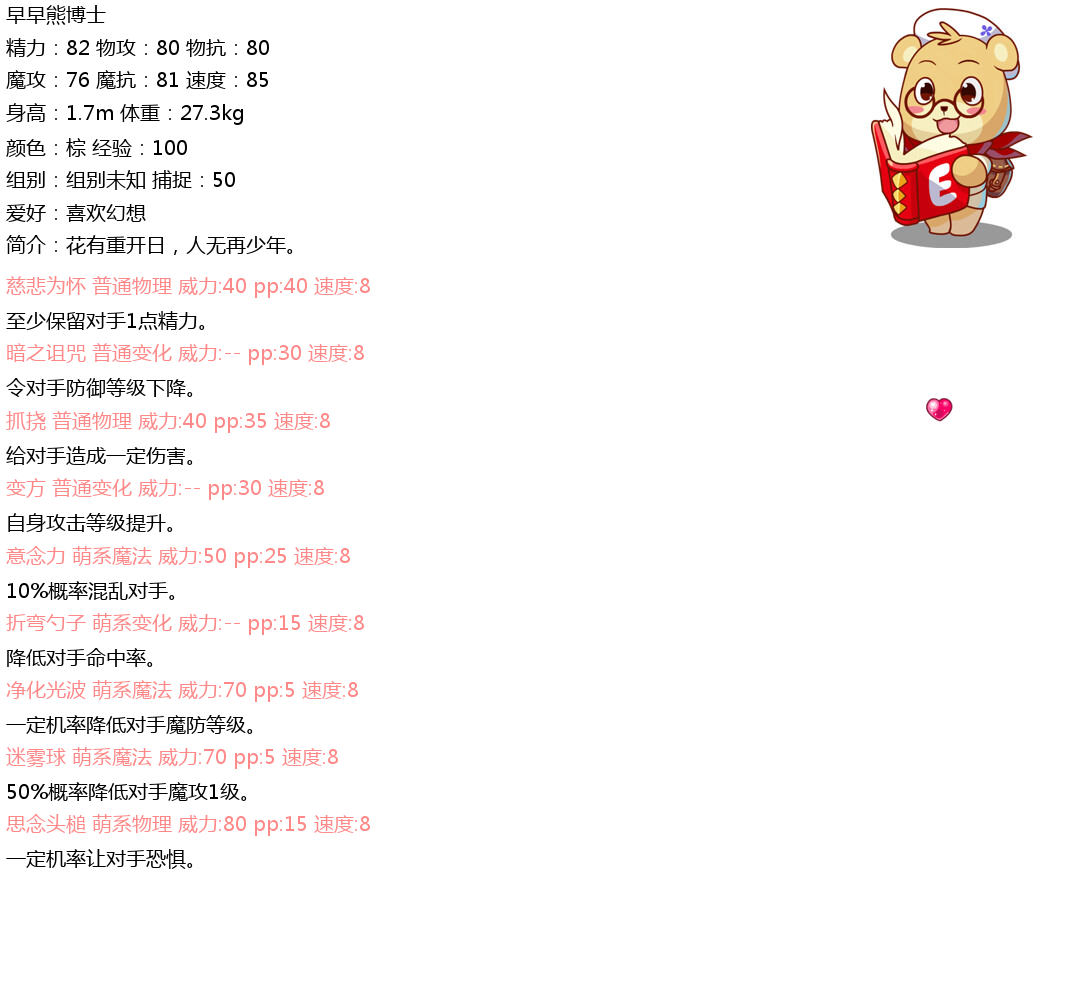 早早熊博士
精力：82 物攻：80 物抗：80
魔攻：76 魔抗：81 速度：85
身高：1.7m 体重：27.3kg
颜色：棕 经验：100
组别：组别未知 捕捉：50
爱好：喜欢幻想
简介：花有重开日，人无再少年。
慈悲为怀 普通物理 威力:40 pp:40 速度:8
至少保留对手1点精力。
暗之诅咒 普通变化 威力:-- pp:30 速度:8
令对手防御等级下降。
抓挠 普通物理 威力:40 pp:35 速度:8
给对手造成一定伤害。
变方 普通变化 威力:-- pp:30 速度:8
自身攻击等级提升。
意念力 萌系魔法 威力:50 pp:25 速度:8
10%概率混乱对手。
折弯勺子 萌系变化 威力:-- pp:15 速度:8
降低对手命中率。
净化光波 萌系魔法 威力:70 pp:5 速度:8
一定机率降低对手魔防等级。
迷雾球 萌系魔法 威力:70 pp:5 速度:8
50%概率降低对手魔攻1级。
思念头槌 萌系物理 威力:80 pp:15 速度:8
一定机率让对手恐惧。
E